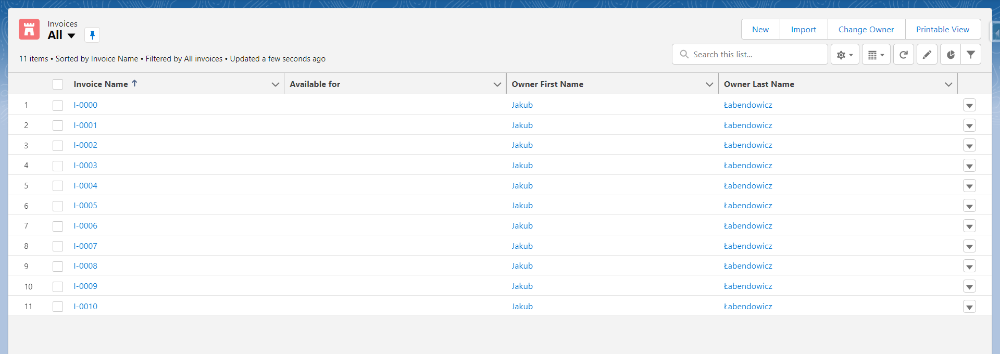 Invoices
All
New Import Change Owner Printable View
11 items • Sorted by Invoice Name • Filtered by All invoices • Updated a few seconds ago
Search this list...
Invoice Name Available for Owner First Name Owner Last Name
1 I-0000 Jakub Łabendowicz
2 I-0001 Jakub Łabendowicz
3 I-0002 Jakub Łabendowicz
4 I-0003 Jakub Łabendowicz
5 I-0004 Jakub Łabendowicz
6 I-0005 Jakub Łabendowicz
7 I-0006 Jakub Łabendowicz
8 I-0007 Jakub Łabendowicz
9 I-0008 Jakub Łabendowicz
10 I-0009 Jakub Łabendowicz
11 I-0010 Jakub Łabendowicz